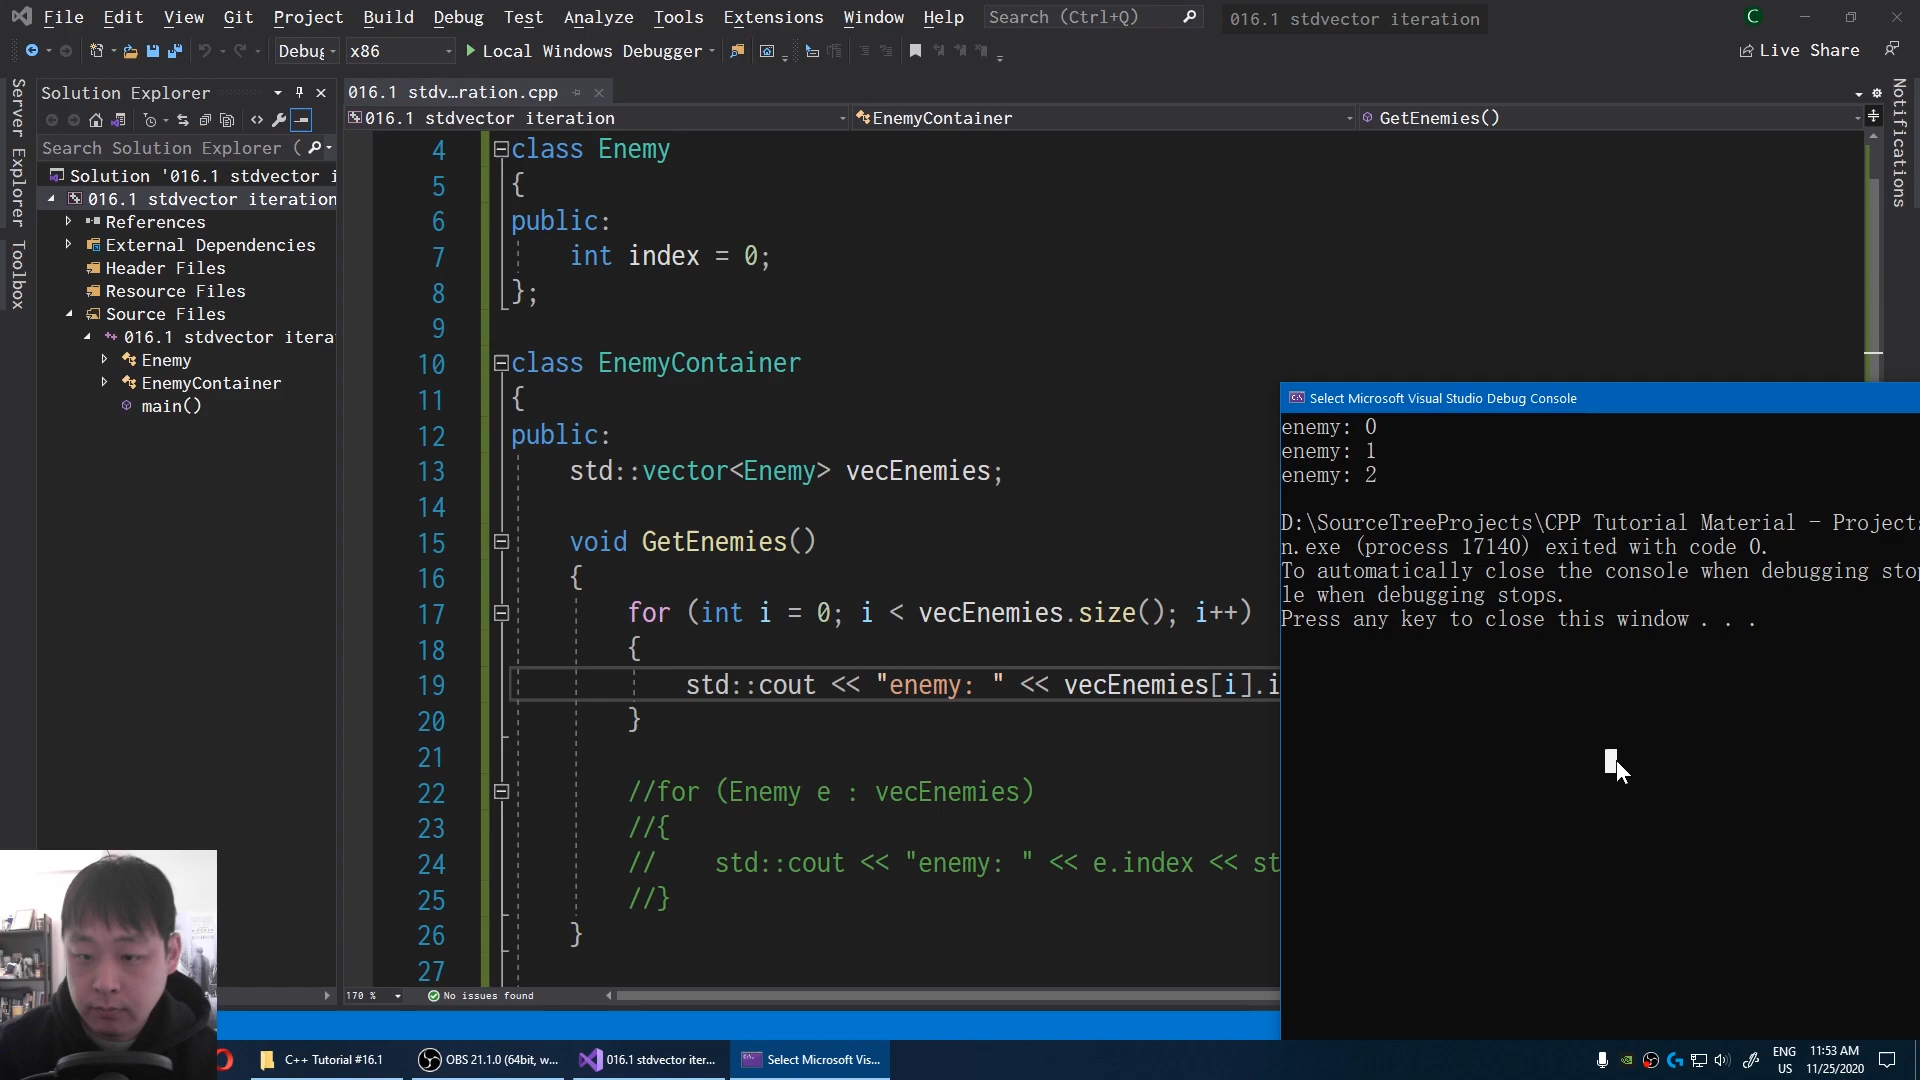 File Edit View Git Project Build Debug Test Analyze Tools Extensions Window Help Search (Ctrl+Q) 016.1 stdvector iteration C
Debug x86 Local Windows Debugger Live Share
Server Explorer
Toolbox
Solution Explorer
Search Solution Explorer (
Solution '016.1 stdvector i
016.1 stdvector iteration
References
External Dependencies
Header Files
Resource Files
Source Files
016.1 stdvector itera
Enemy
EnemyContainer
main()
016.1 stdv…ration.cpp
016.1 stdvector iteration EnemyContainer GetEnemies()
4 class Enemy
5 {
6 public:
7 int index = 0;
8 };
9
10 class EnemyContainer
11 {
12 public:
13 std::vector<Enemy> vecEnemies;
14
15 void GetEnemies()
16 {
17 for (int i = 0; i < vecEnemies.size(); i++)
18 {
19 std::cout << "enemy: " << vecEnemies[i].i
20 }
21
22 //for (Enemy e : vecEnemies)
23 //{
24 // std::cout << "enemy: " << e.index << st
25 //}
26 }
27
170 % No issues found
Notifications
Select Microsoft Visual Studio Debug Console
enemy: 0
enemy: 1
enemy: 2
D:\SourceTreeProjects\CPP Tutorial Material - Projects
n.exe (process 17140) exited with code 0.
To automatically close the console when debugging stop
le when debugging stops.
Press any key to close this window . . .
C++ Tutorial #16.1 OBS 21.1.0 (64bit, w... 016.1 stdvector iter... Select Microsoft Vis...
ENG
US
11:53 AM
11/25/2020